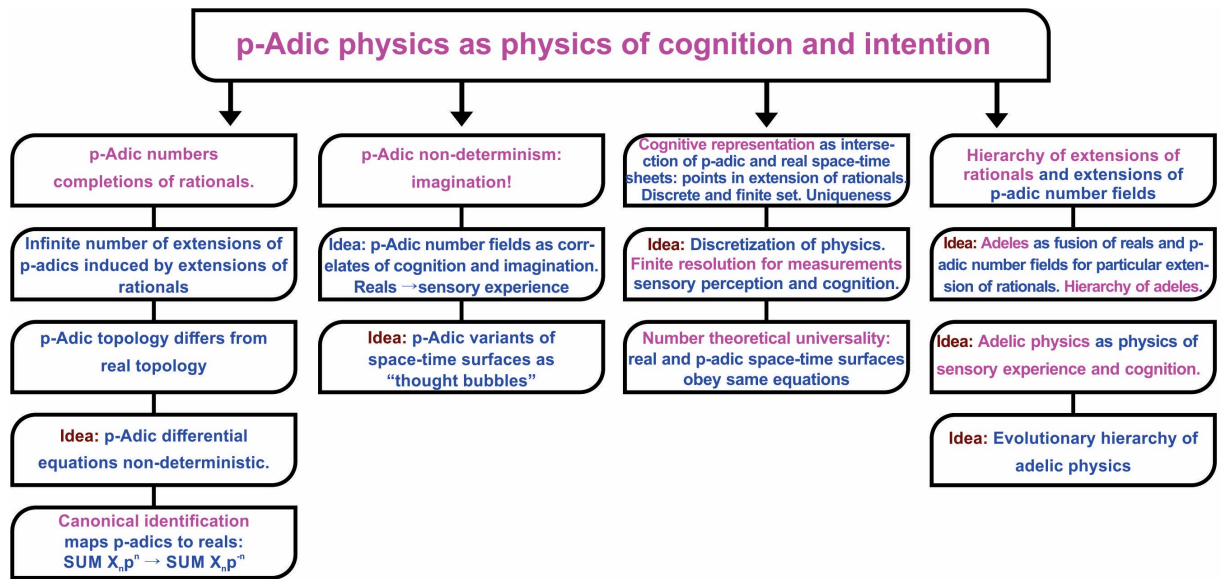 p-Adic physics as physics of cognition and intention
p-Adic numbers
completions of rationals.
Infinite number of extensions of
p-adics induced by extensions of
rationals
p-Adic topology differs from
real topology
Idea: p-Adic differential
equations non-deterministic.
Canonical identification
maps p-adics to reals:
SUM Xₙpⁿ → SUM Xₙp⁻ⁿ
p-Adic non-determinism:
imagination!
Idea: p-Adic number fields as corr-
elates of cognition and imagination.
Reals →sensory experience
Idea: p-Adic variants of
space-time surfaces as
“thought bubbles”
Cognitive representation as interse-
ction of p-adic and real space-time
sheets: points in extension of rationals.
Discrete and finite set. Uniqueness
Idea: Discretization of physics.
Finite resolution for measurements
sensory perception and cognition.
Number theoretical universality:
real and p-adic space-time surfaces
obey same equations
Hierarchy of extensions of
rationals and extensions of
p-adic number fields
Idea: Adeles as fusion of reals and p-
adic number fields for particular exten-
sion of rationals. Hierarchy of adeles.
Idea: Adelic physics as physics of
sensory experience and cognition.
Idea: Evolutionary hierarchy of
adelic physics